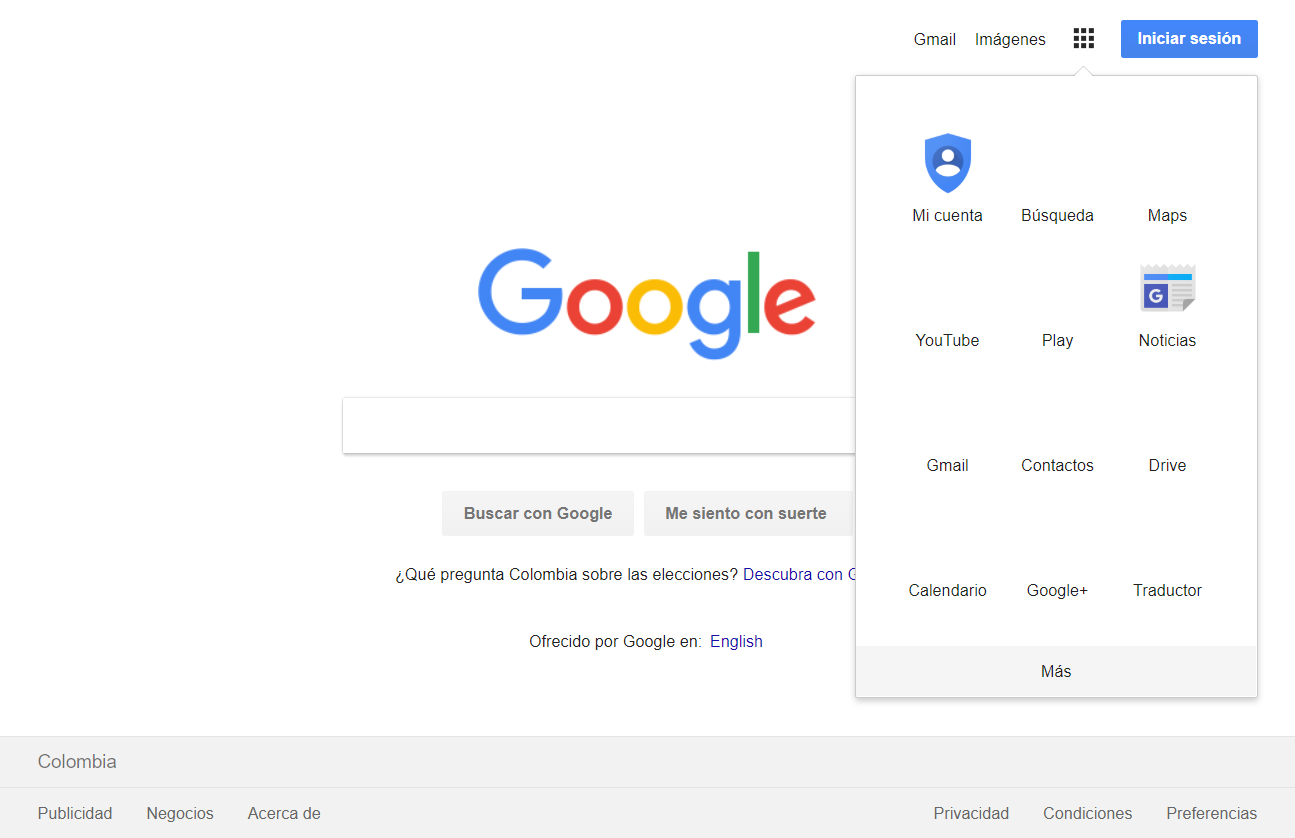 Gmail Imágenes Iniciar sesión
Mi cuenta Búsqueda Maps
G
YouTube Play Noticias
Gmail Contactos Drive
Calendario Google+ Traductor
Más
Google
Buscar con Google Me siento con suerte
¿Qué pregunta Colombia sobre las elecciones? Descubra con
Ofrecido por Google en: English
Colombia
Publicidad Negocios Acerca de Privacidad Condiciones Preferencias